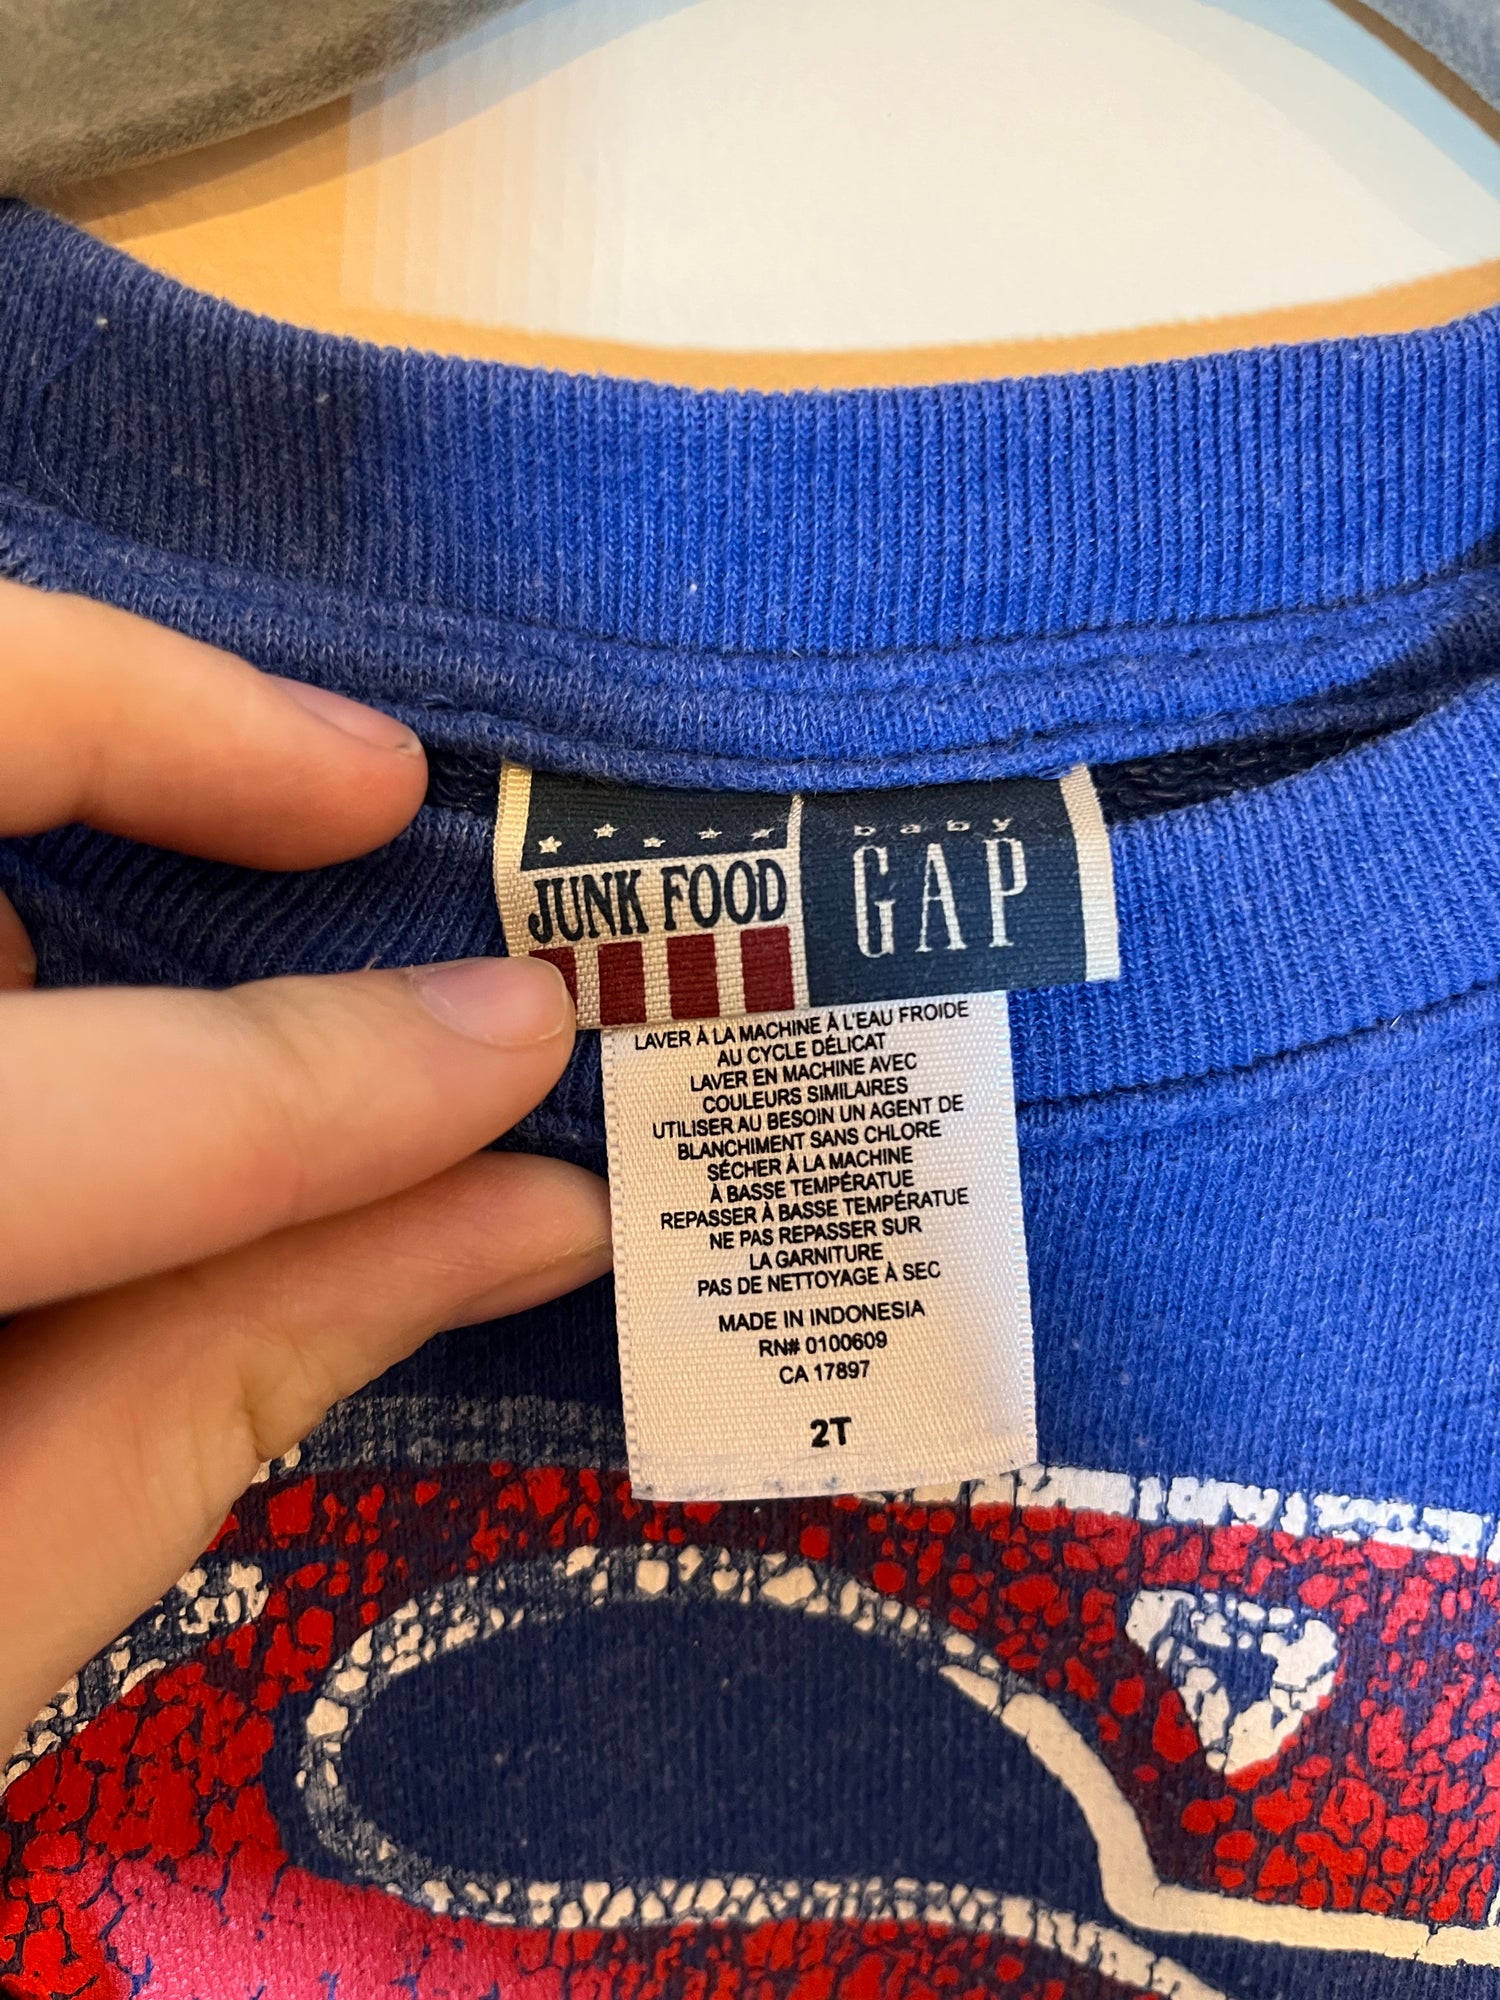 JUNK FOOD
baby
GAP
LAVER À LA MACHINE À L'EAU FROIDE
AU CYCLE DÉLICAT
LAVER EN MACHINE AVEC
COULEURS SIMILAIRES
UTILISER AU BESOIN UN AGENT DE
BLANCHIMENT SANS CHLORE
SÉCHER À LA MACHINE
À BASSE TEMPÉRATUE
REPASSER À BASSE TEMPÉRATUE
NE PAS REPASSER SUR
LA GARNITURE
PAS DE NETTOYAGE À SEC
MADE IN INDONESIA
RN# 0100609
CA 17897
2T